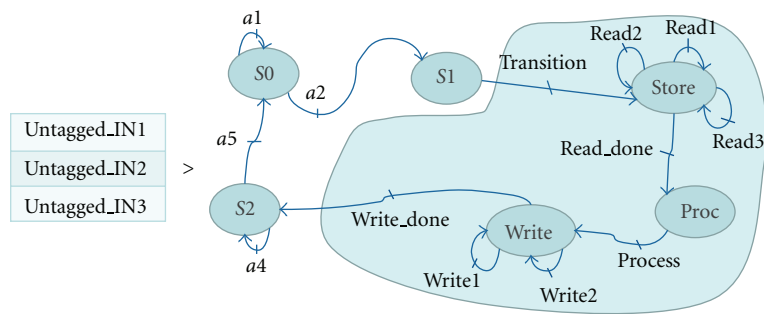 a1
Read2
Read1
S0
S1
Transition
Store
a2
Untagged_IN1
a5
Read_done
Read3
Untagged_IN2
>
Untagged_IN3
S2
Write_done
Write
Proc
a4
Write1
Process
Write2